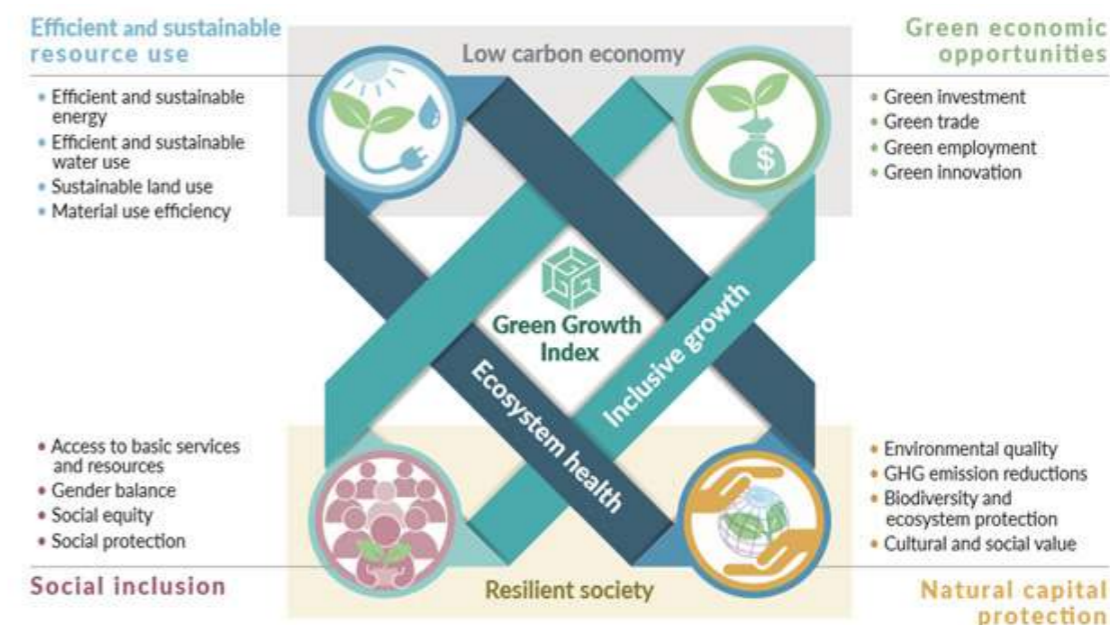 Efficient and sustainable
resource use
Low carbon economy
Green economic
opportunities
• Efficient and sustainable
energy
• Efficient and sustainable
water use
• Sustainable land use
• Material use efficiency
$
• Green investment
• Green trade
• Green employment
• Green innovation
GGG
Green Growth
Index
Inclusive growth
Ecosystem health
• Access to basic services
and resources
• Gender balance
• Social equity
• Social protection
• Environmental quality
• GHG emission reductions
• Biodiversity and
ecosystem protection
• Cultural and social value
Social inclusion
Resilient society
Natural capital
protection